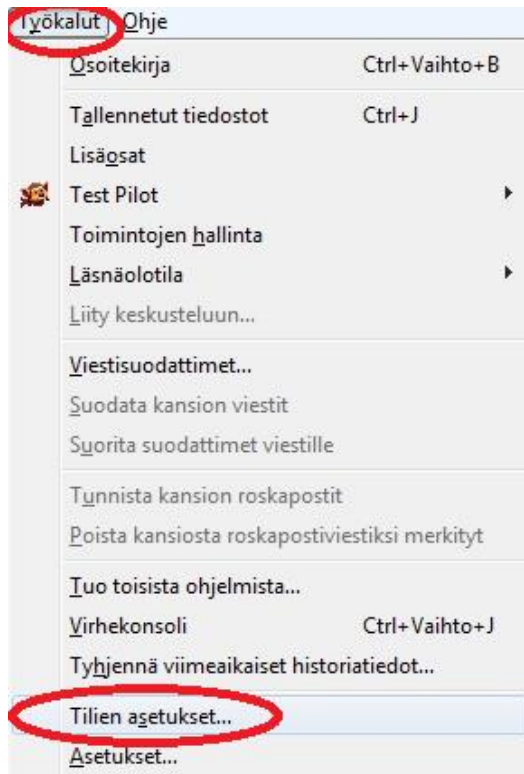 Työkalut Ohje
Osoitekirja Ctrl+Vaihto+B
Tallennetut tiedostot Ctrl+J
Lisäosat
Test Pilot
Toimintojen hallinta
Läsnäolotila
Liity keskusteluun...
Viestisuodattimet...
Suodata kansion viestit
Suorita suodattimet viestille
Tunnista kansion roskapostit
Poista kansiosta roskapostiviestiksi merkityt
Tuo toisista ohjelmista...
Virhekonsoli Ctrl+Vaihto+J
Tyhjennä viimeaikaiset historiatiedot...
Tilien asetukset...
Asetukset...